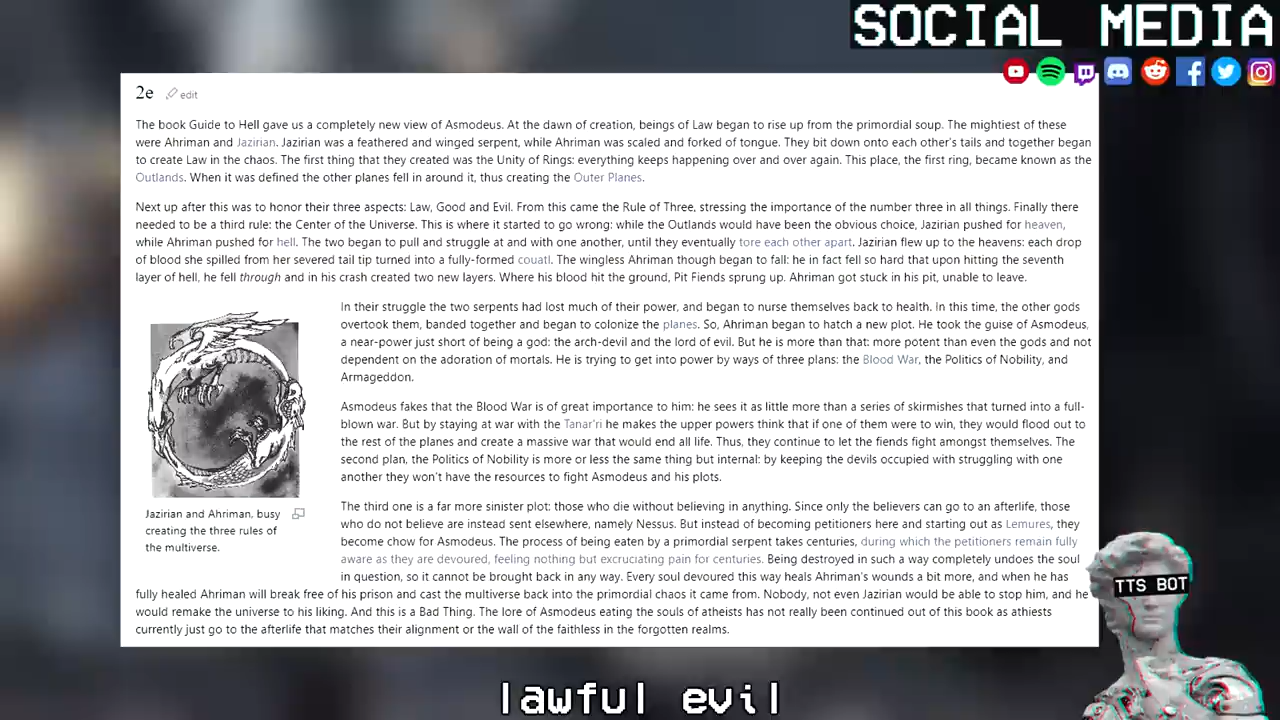 SOCIAL MEDIA
2e edit
The book Guide to Hell gave us a completely new view of Asmodeus. At the dawn of creation, beings of Law began to rise up from the primordial soup. The mightiest of these
were Ahriman and Jazirian. Jazirian was a feathered and winged serpent, while Ahriman was scaled and forked of tongue. They bit down onto each other's tails and together began
to create Law in the chaos. The first thing that they created was the Unity of Rings: everything keeps happening over and over again. This place, the first ring, became known as the
Outlands. When it was defined the other planes fell in around it, thus creating the Outer Planes.
Next up after this was to honor their three aspects: Law, Good and Evil. From this came the Rule of Three, stressing the importance of the number three in all things. Finally there
needed to be a third rule: the Center of the Universe. This is where it started to go wrong: while the Outlands would have been the obvious choice, Jazirian pushed for heaven,
while Ahriman pushed for hell. The two began to pull and struggle at and with one another, until they eventually tore each other apart. Jazirian flew up to the heavens: each drop
of blood she spilled from her severed tail tip turned into a fully-formed couatl. The wingless Ahriman though began to fall: he in fact fell so hard that upon hitting the seventh
layer of hell, he fell through and in his crash created two new layers. Where his blood hit the ground, Pit Fiends sprung up. Ahriman got stuck in his pit, unable to leave.
In their struggle the two serpents had lost much of their power, and began to nurse themselves back to health. In this time, the other gods
overtook them, banded together and began to colonize the planes. So, Ahriman began to hatch a new plot. He took the guise of Asmodeus,
a near-power just short of being a god: the arch-devil and the lord of evil. But he is more than that: more potent than even the gods and not
dependent on the adoration of mortals. He is trying to get into power by ways of three plans: the Blood War, the Politics of Nobility, and
Armageddon.
Asmodeus fakes that the Blood War is of great importance to him: he sees it as little more than a series of skirmishes that turned into a full-
blown war. But by staying at war with the Tanar'ri he makes the upper powers think that if one of them were to win, they would flood out to
the rest of the planes and create a massive war that would end all life. Thus, they continue to let the fiends fight amongst themselves. The
second plan, the Politics of Nobility is more or less the same thing but internal: by keeping the devils occupied with struggling with one
another they won't have the resources to fight Asmodeus and his plots.
Jazirian and Ahriman, busy
creating the three rules of
the multiverse.
The third one is a far more sinister plot: those who die without believing in anything. Since only the believers can go to an afterlife, those
who do not believe are instead sent elsewhere, namely Nessus. But instead of becoming petitioners here and starting out as Lemures, they
become chow for Asmodeus. The process of being eaten by a primordial serpent takes centuries, during which the petitioners remain fully
aware as they are devoured, feeling nothing but excruciating pain for centuries. Being destroyed in such a way completely undoes the soul
in question, so it cannot be brought back in any way. Every soul devoured this way heals Ahriman's wounds a bit more, and when he has
fully healed Ahriman will break free of his prison and cast the multiverse back into the primordial chaos it came from. Nobody, not even Jazirian would be able to stop him, and he
would remake the universe to his liking. And this is a Bad Thing. The lore of Asmodeus eating the souls of atheists has not really been continued out of this book as athiests
currently just go to the afterlife that matches their alignment or the wall of the faithless in the forgotten realms.
TTS BOT
lawful evil